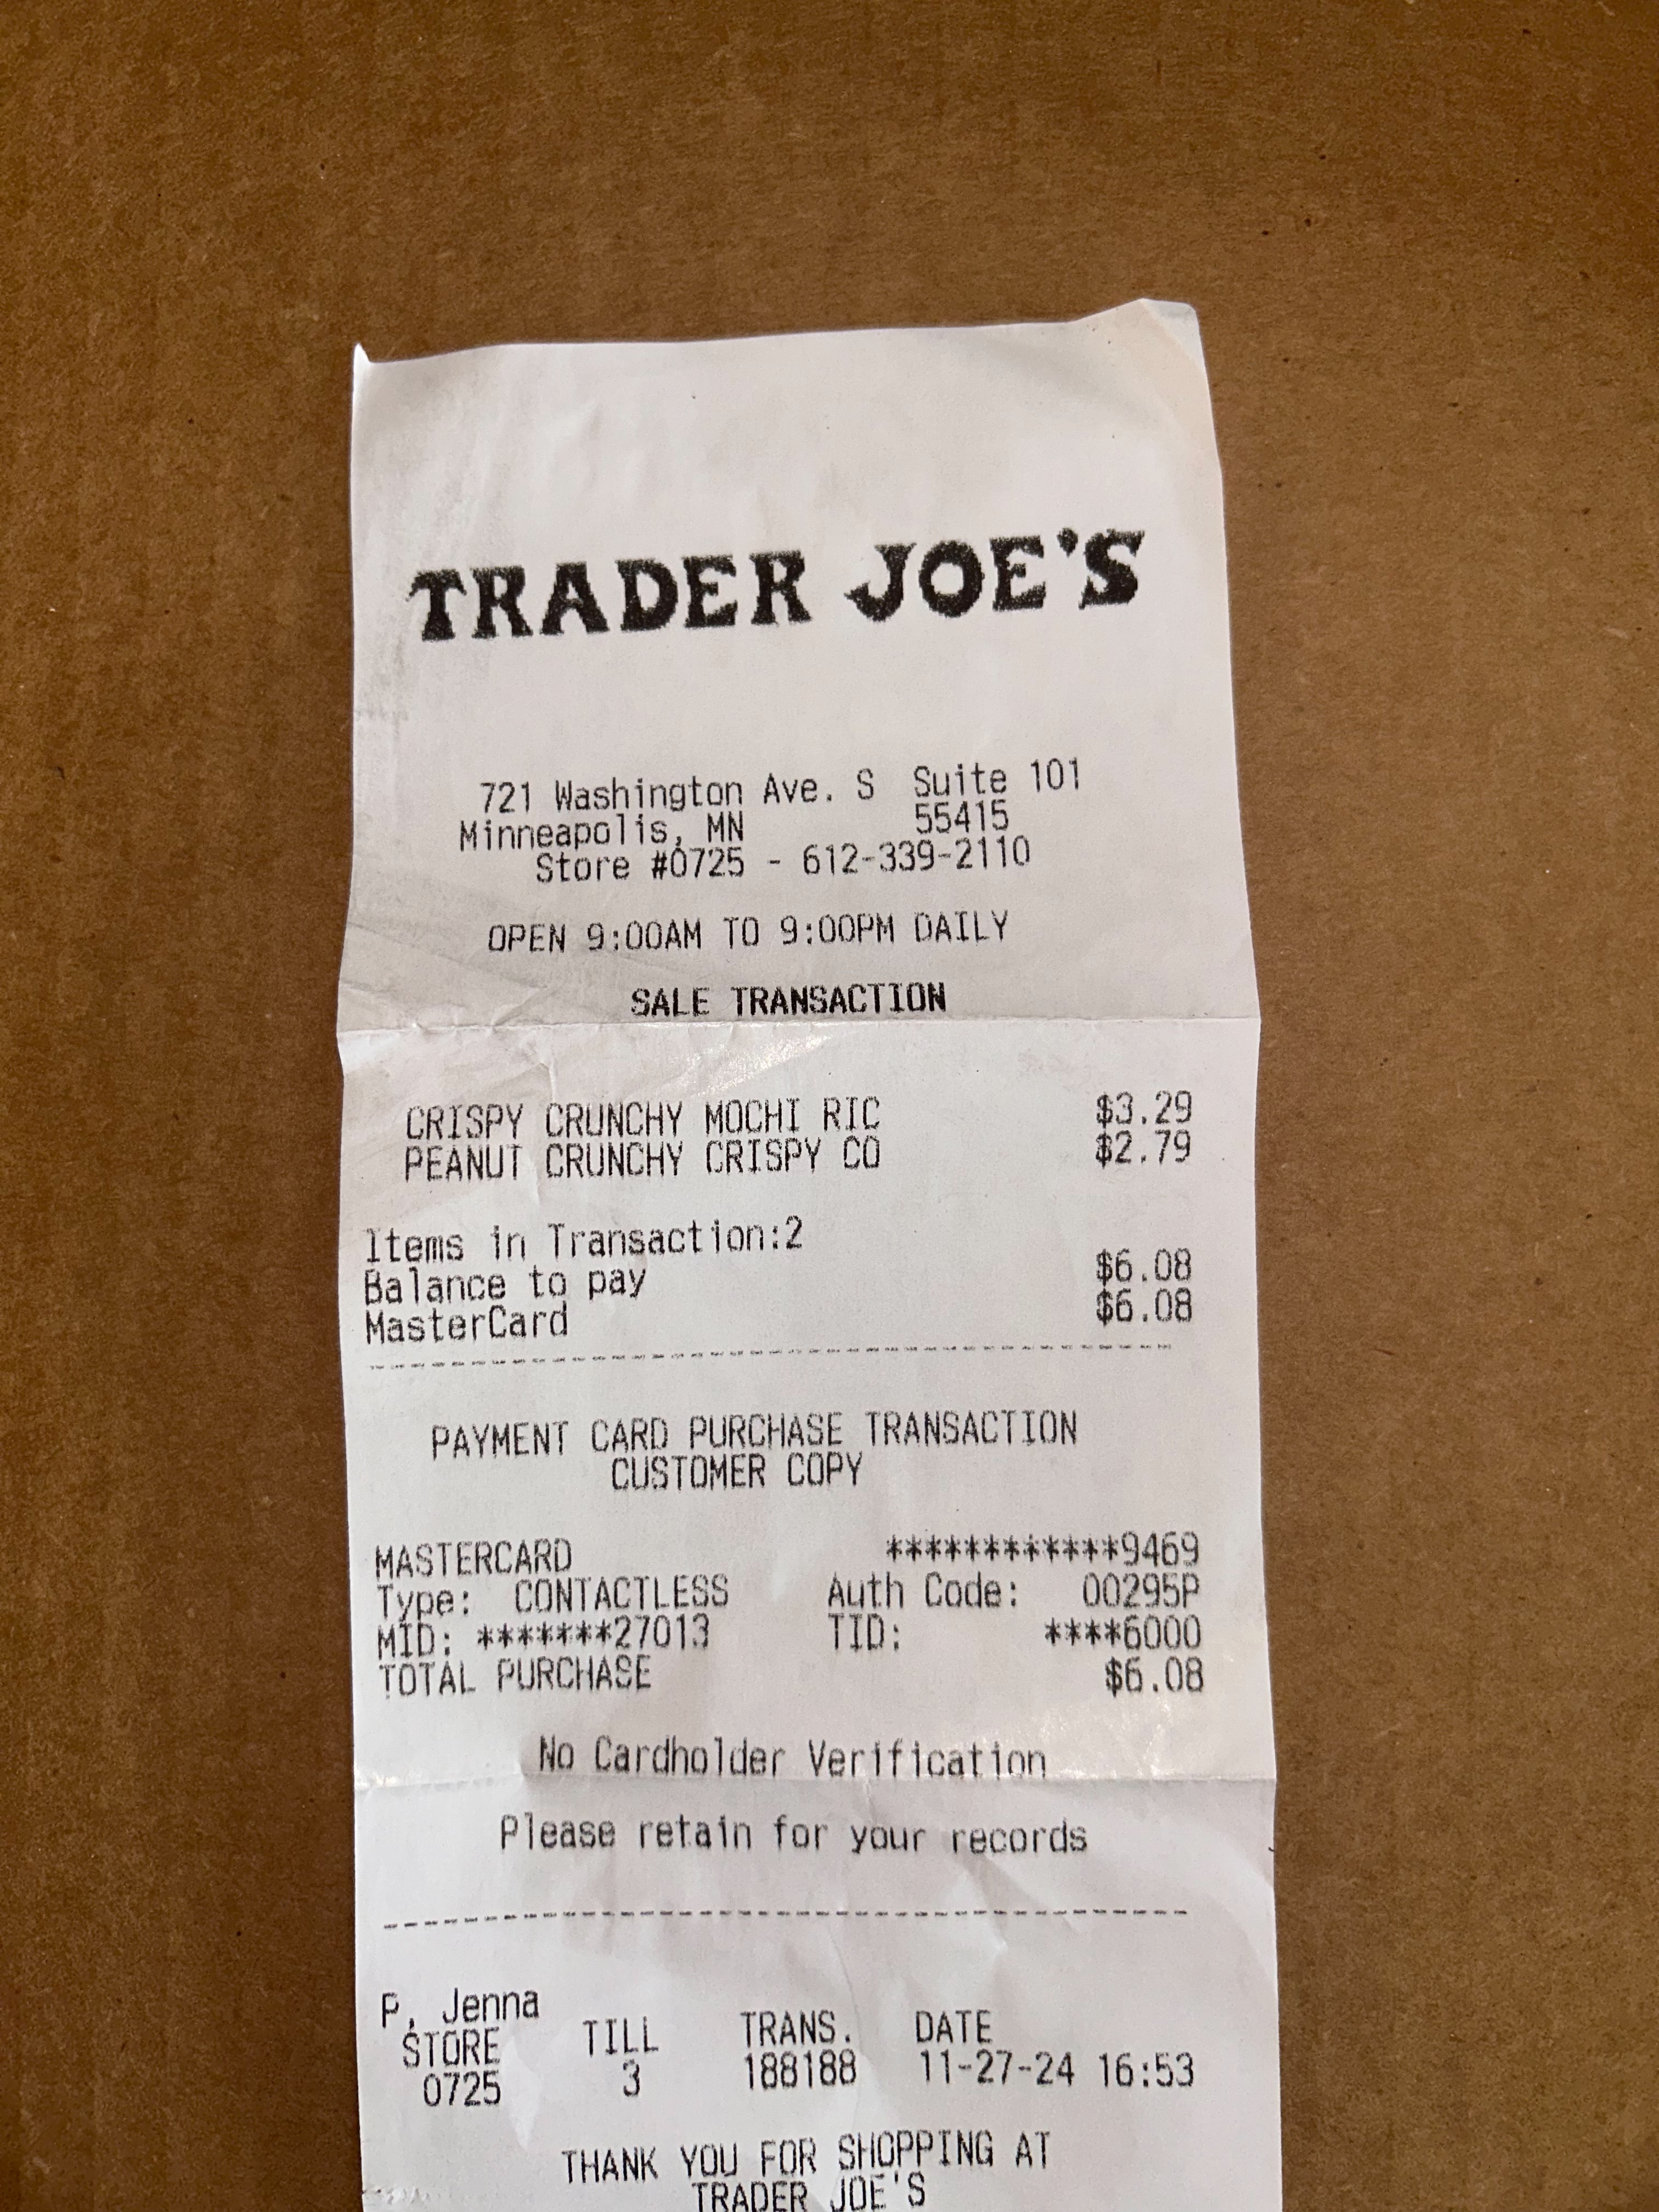 TRADER JOE'S
721 Washington Ave. S Suite 101
Minneapolis, MN 55415
Store #0725 - 612-339-2110
OPEN 9:00AM TO 9:00PM DAILY
SALE TRANSACTION
CRISPY CRUNCHY MOCHI RIC $3.29
PEANUT CRUNCHY CRISPY CO $2.79
Items in Transaction:2
Balance to pay $6.08
MasterCard $6.08
PAYMENT CARD PURCHASE TRANSACTION
CUSTOMER COPY
MASTERCARD ************9469
Type: CONTACTLESS Auth Code: 00295P
MID: *******27013 TID: ****6000
TOTAL PURCHASE $6.08
No Cardholder Verification
Please retain for your records
P. Jenna
STORE TILL TRANS. DATE
0725 3 188188 11-27-24 16:53
THANK YOU FOR SHOPPING AT
TRADER JOE'S